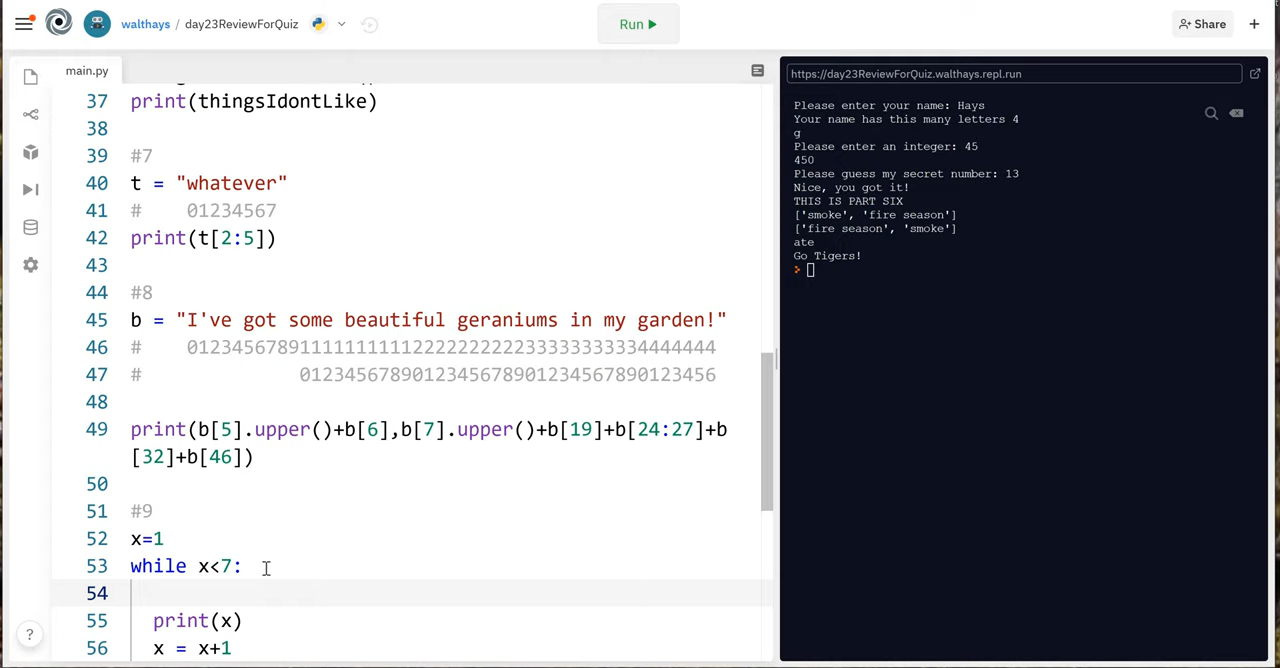 walthays / day23ReviewForQuiz
Run
Share
main.py
https://day23ReviewForQuiz.walthays.repl.run
37 print(thingsIdontLike)
38
39 #7
40 t = "whatever"
41 # 01234567
42 print(t[2:5])
43
44 #8
45 b = "I've got some beautiful geraniums in my garden!"
46 # 01234567891111111111222222222233333333334444444
47 # 0123456789012345678901234567890123456
48
49 print(b[5].upper()+b[6],b[7].upper()+b[19]+b[24:27]+b
[32]+b[46])
50
51 #9
52 x=1
53 while x<7:
54
55 print(x)
56 x = x+1
?
Please enter your name: Hays
Your name has this many letters 4
g
Please enter an integer: 45
450
Please guess my secret number: 13
Nice, you got it!
THIS IS PART SIX
['smoke', 'fire season']
['fire season', 'smoke']
ate
Go Tigers!